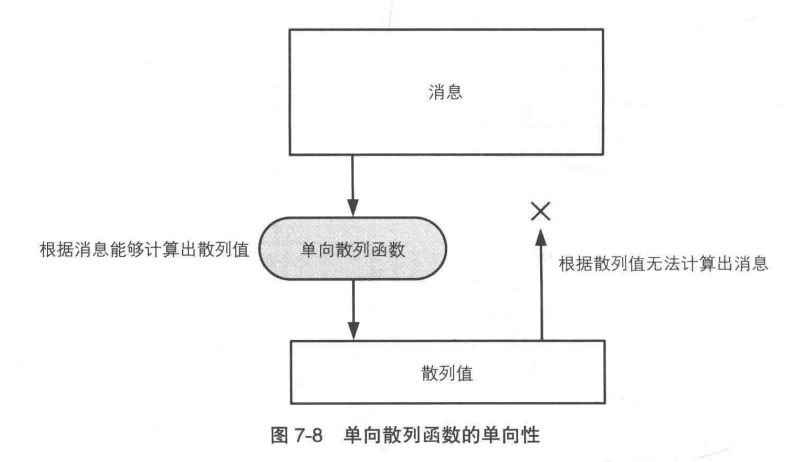 消息
根据消息能够计算出散列值
单向散列函数
根据散列值无法计算出消息
散列值
图 7-8 单向散列函数的单向性